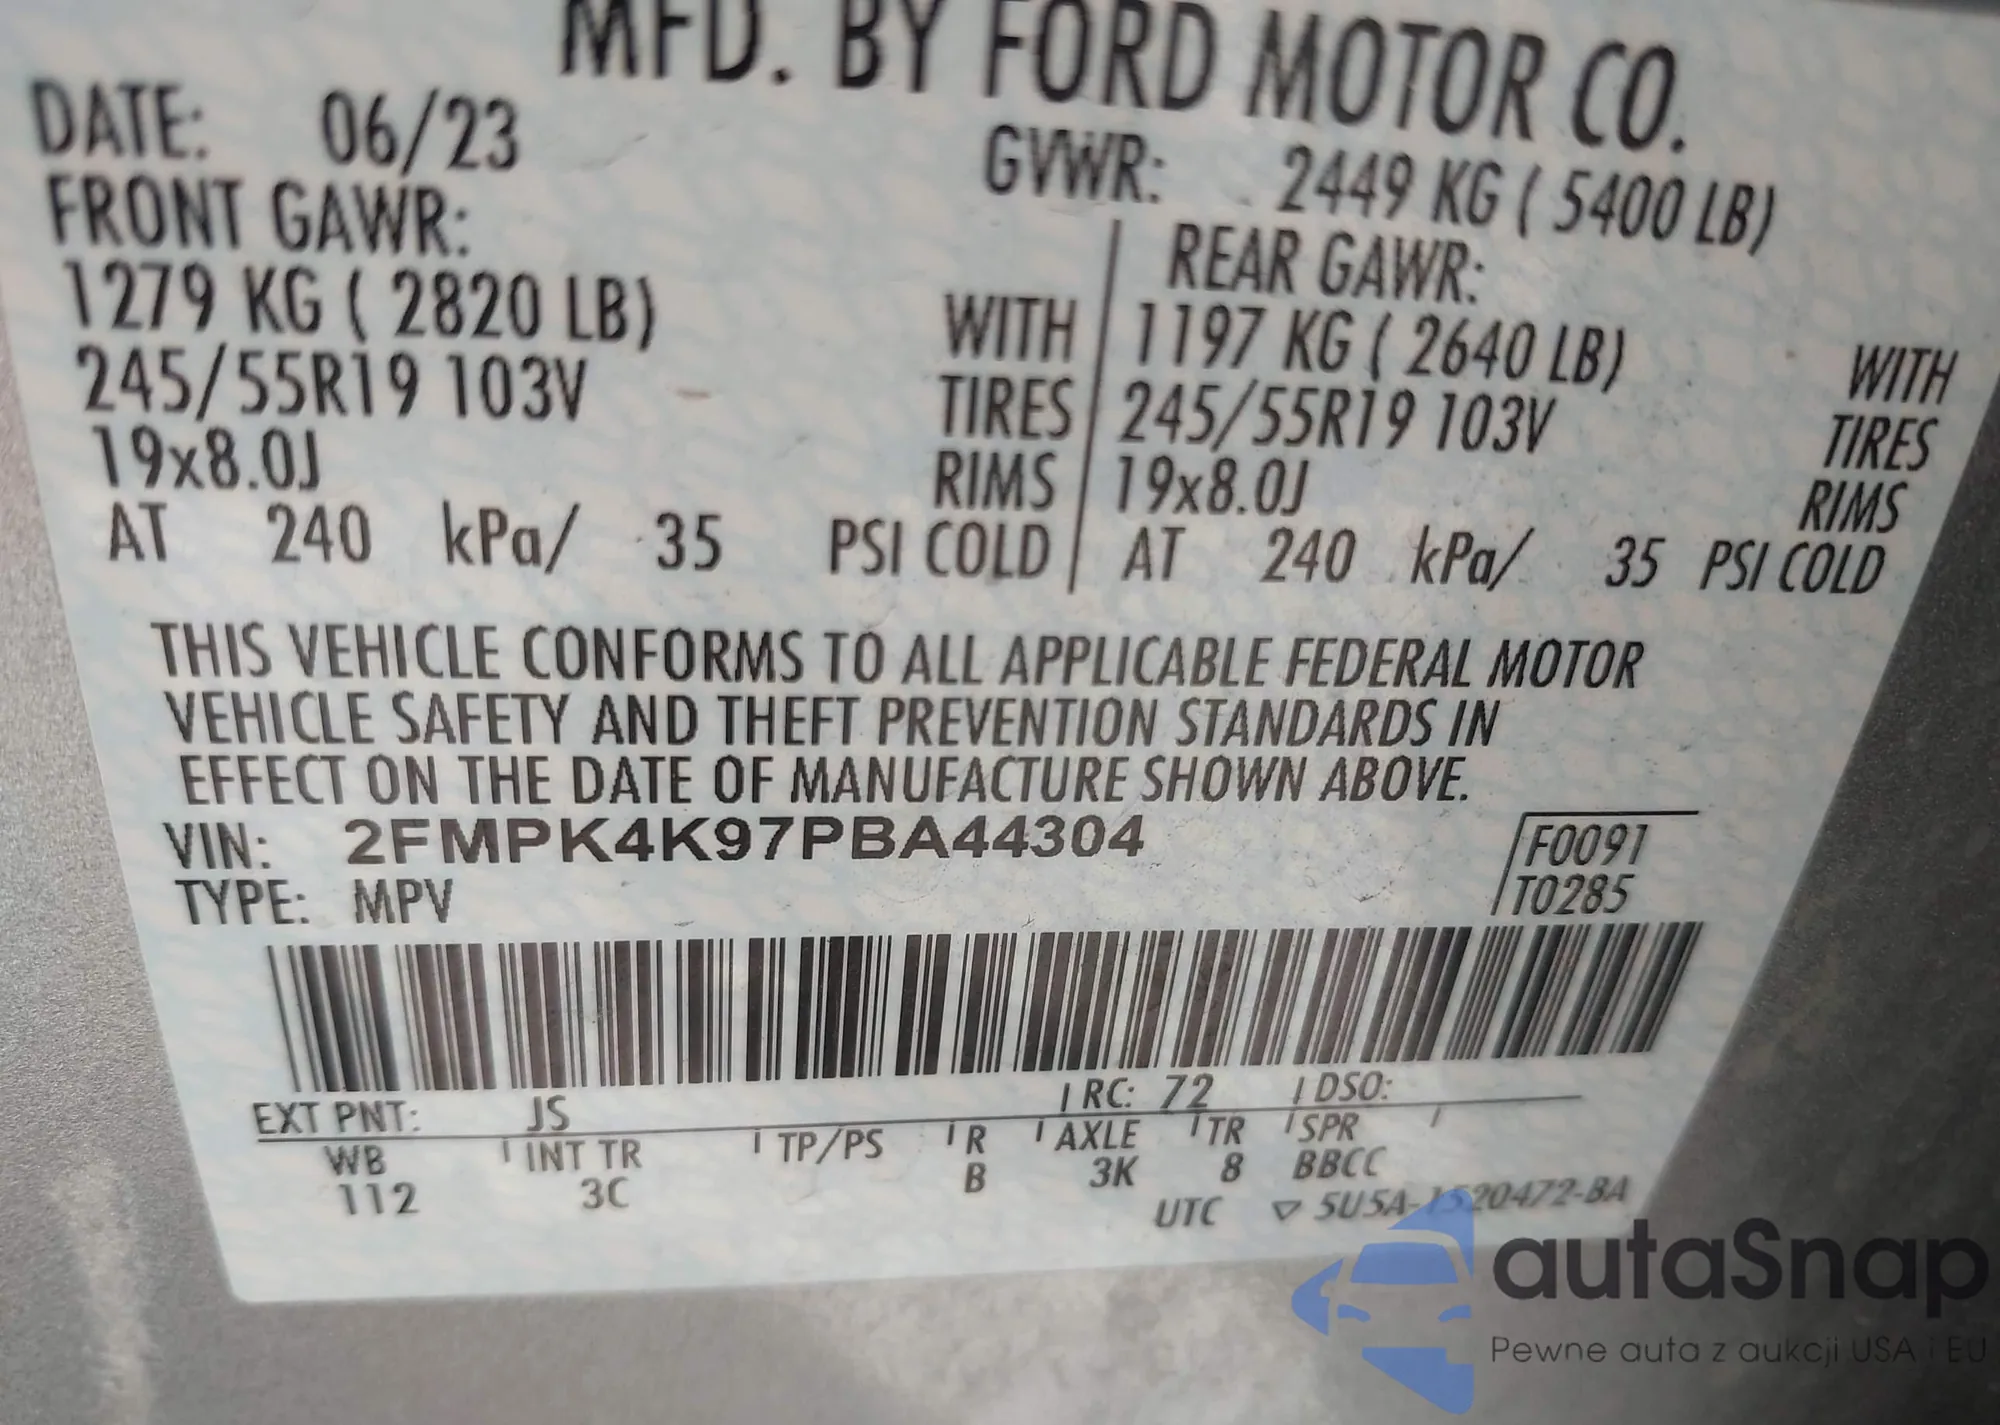 MFD. BY FORD MOTOR CO.
DATE: 06/23 GVWR: 2449 KG ( 5400 LB)
FRONT GAWR: REAR GAWR:
1279 KG ( 2820 LB) WITH 1197 KG ( 2640 LB) WITH
245/55R19 103V TIRES 245/55R19 103V TIRES
19x8.0J RIMS 19x8.0J RIMS
AT 240 kPa/ 35 PSI COLD AT 240 kPa/ 35 PSI COLD
THIS VEHICLE CONFORMS TO ALL APPLICABLE FEDERAL MOTOR
VEHICLE SAFETY AND THEFT PREVENTION STANDARDS IN
EFFECT ON THE DATE OF MANUFACTURE SHOWN ABOVE.
VIN: 2FMPK4K97PBA44304 F0091
TYPE: MPV T0285
EXT PNT: JS RC: 72 DSO:
WB INT TR TP/PS R AXLE TR SPR
112 3C B 3K 8 BBCC
UTC ▽ 5U5A-1520472-BA
autaSnap
Pewne auta z aukcji USA i EU